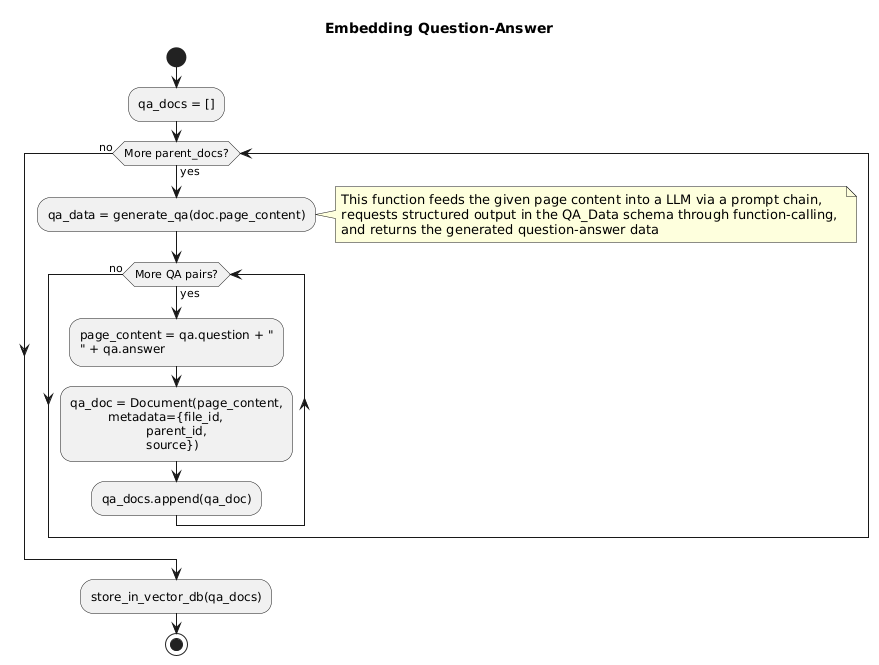 Embedding Question-Answer
qa_docs = []
no
More parent_docs?
yes
qa_data = generate_qa(doc.page_content)
This function feeds the given page content into a LLM via a prompt chain,
requests structured output in the QA_Data schema through function-calling,
and returns the generated question-answer data
no
More QA pairs?
yes
page_content = qa.question + "
" + qa.answer
qa_doc = Document(page_content,
metadata={file_id,
parent_id,
source})
qa_docs.append(qa_doc)
store_in_vector_db(qa_docs)